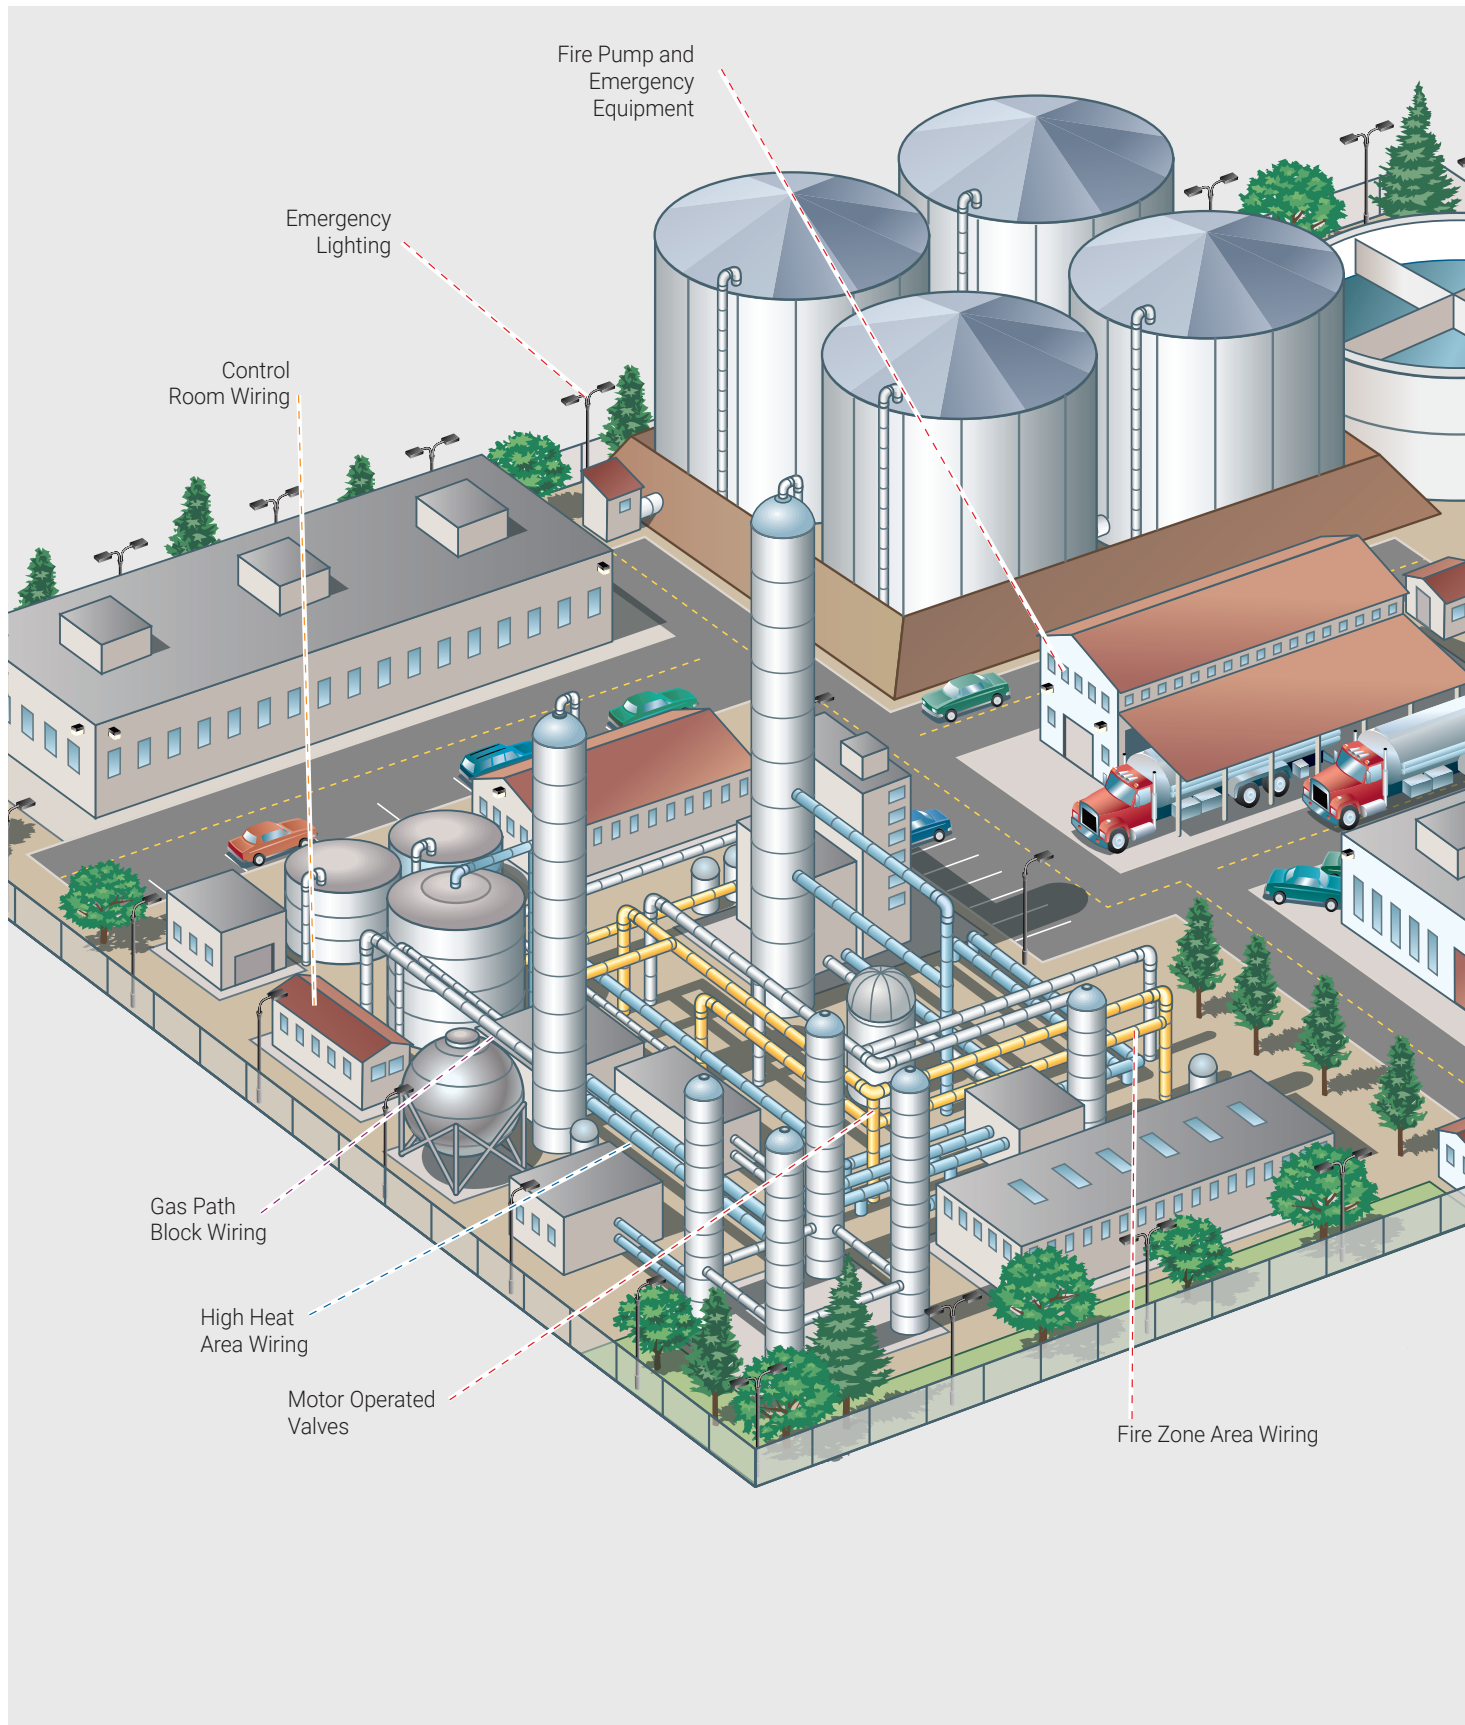 Fire Pump and
Emergency
Equipment
Emergency
Lighting
Control
Room Wiring
Gas Path
Block Wiring
High Heat
Area Wiring
Motor Operated
Valves
Fire Zone Area Wiring